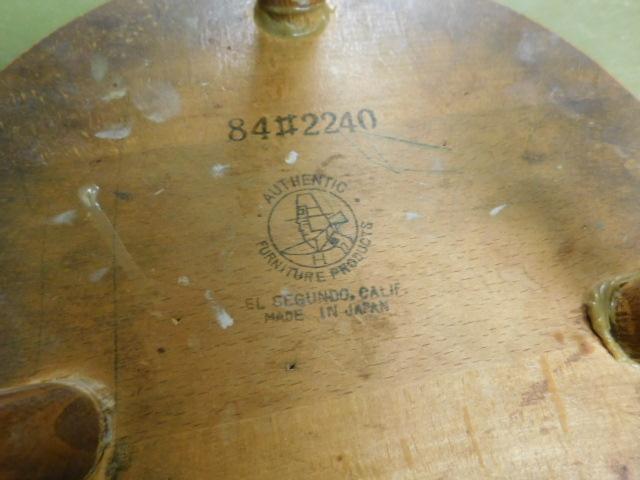 84#2240
AUTHENTIC
H
FURNITURE PRODUCTS
EL SEGUNDO, CALIF.
MADE IN JAPAN